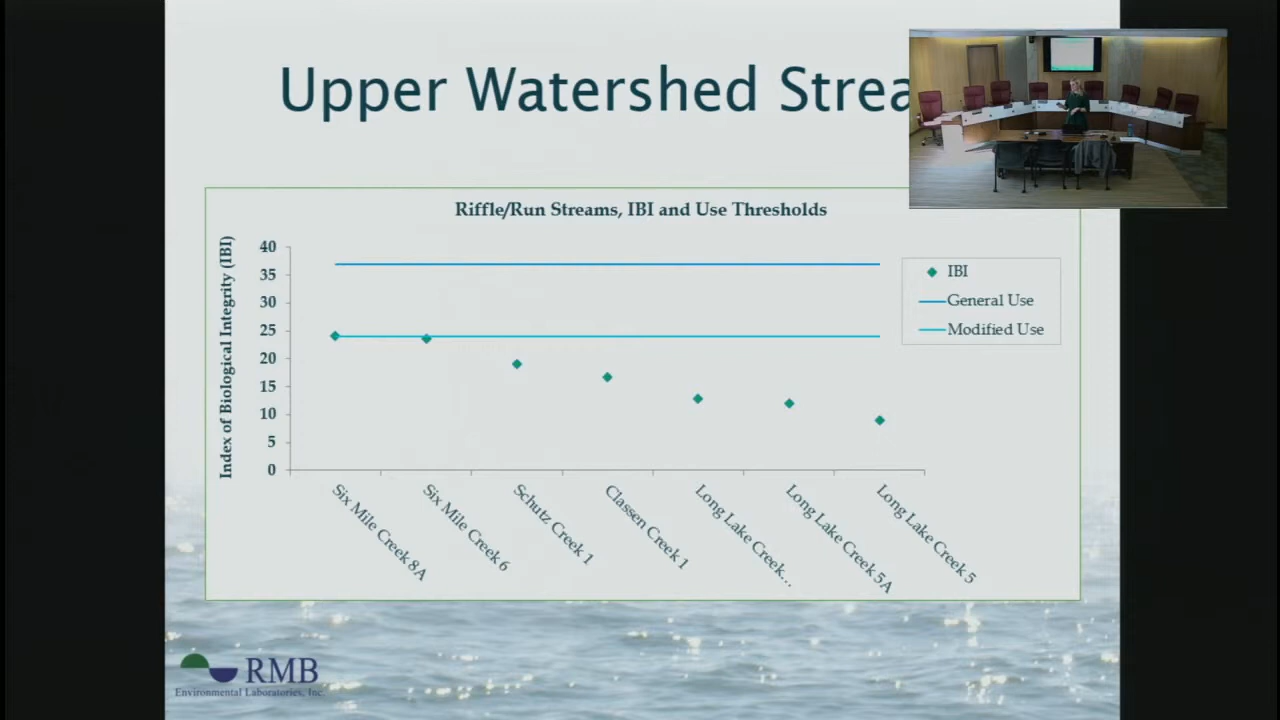 Upper Watershed Strea
Riffle/Run Streams, IBI and Use Thresholds
Index of Biological Integrity (IBI)
40
35
30
25
20
15
10
5
0
Six Mile Creek 8A
Six Mile Creek 6
Schutz Creek 1
Classen Creek 1
Long Lake Creek...
Long Lake Creek 5A
Long Lake Creek 5
IBI
General Use
Modified Use
RMB
Environmental Laboratories, Inc.